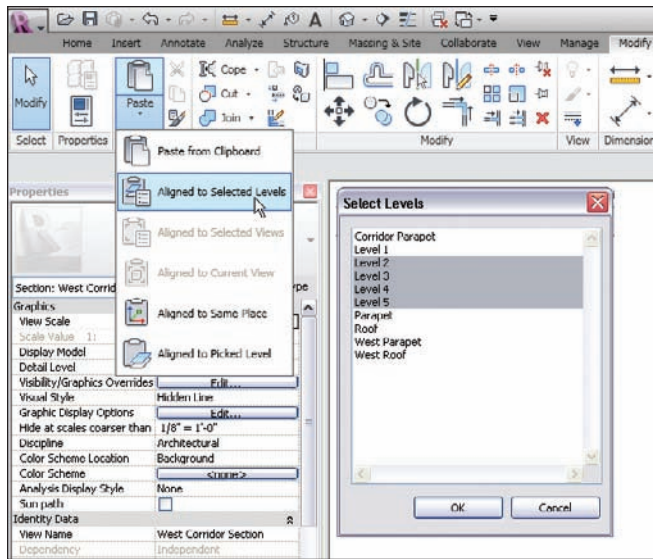 Home Insert Annotate Analyze Structure Massing & Site Collaborate View Manage Modify
Modify
Paste
Cope
Cut
Join
Select Properties Modify View Dimension
Paste from Clipboard
Aligned to Selected Levels
Aligned to Selected Views
Aligned to Current View
Aligned to Same Place
Aligned to Picked Level
Properties
Section: West Corrid
Graphics
View Scale
Scale Value 1:
Display Model
Detail Level
Visibility/Graphics Overrides Edit...
Visual Style Hidden Line
Graphic Display Options Edit...
Hide at scales coarser than 1/8" = 1'-0"
Discipline Architectural
Color Scheme Location Background
Color Scheme <none>
Analysis Display Style None
Sun path
Identity Data
View Name West Corridor Section
Dependency Independent
Select Levels
Corridor Parapet
Level 1
Level 2
Level 3
Level 4
Level 5
Parapet
Roof
West Parapet
West Roof
OK Cancel